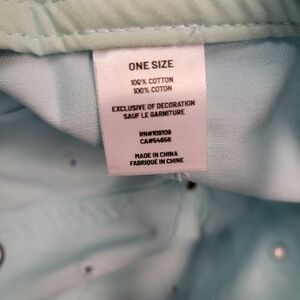 ONE SIZE
100% COTTON
100% COTON
EXCLUSIVE OF DECORATION
SAUF LE GARNITURE
RN#109109
CA#54656
MADE IN CHINA
FABRIQUÉ EN CHINE